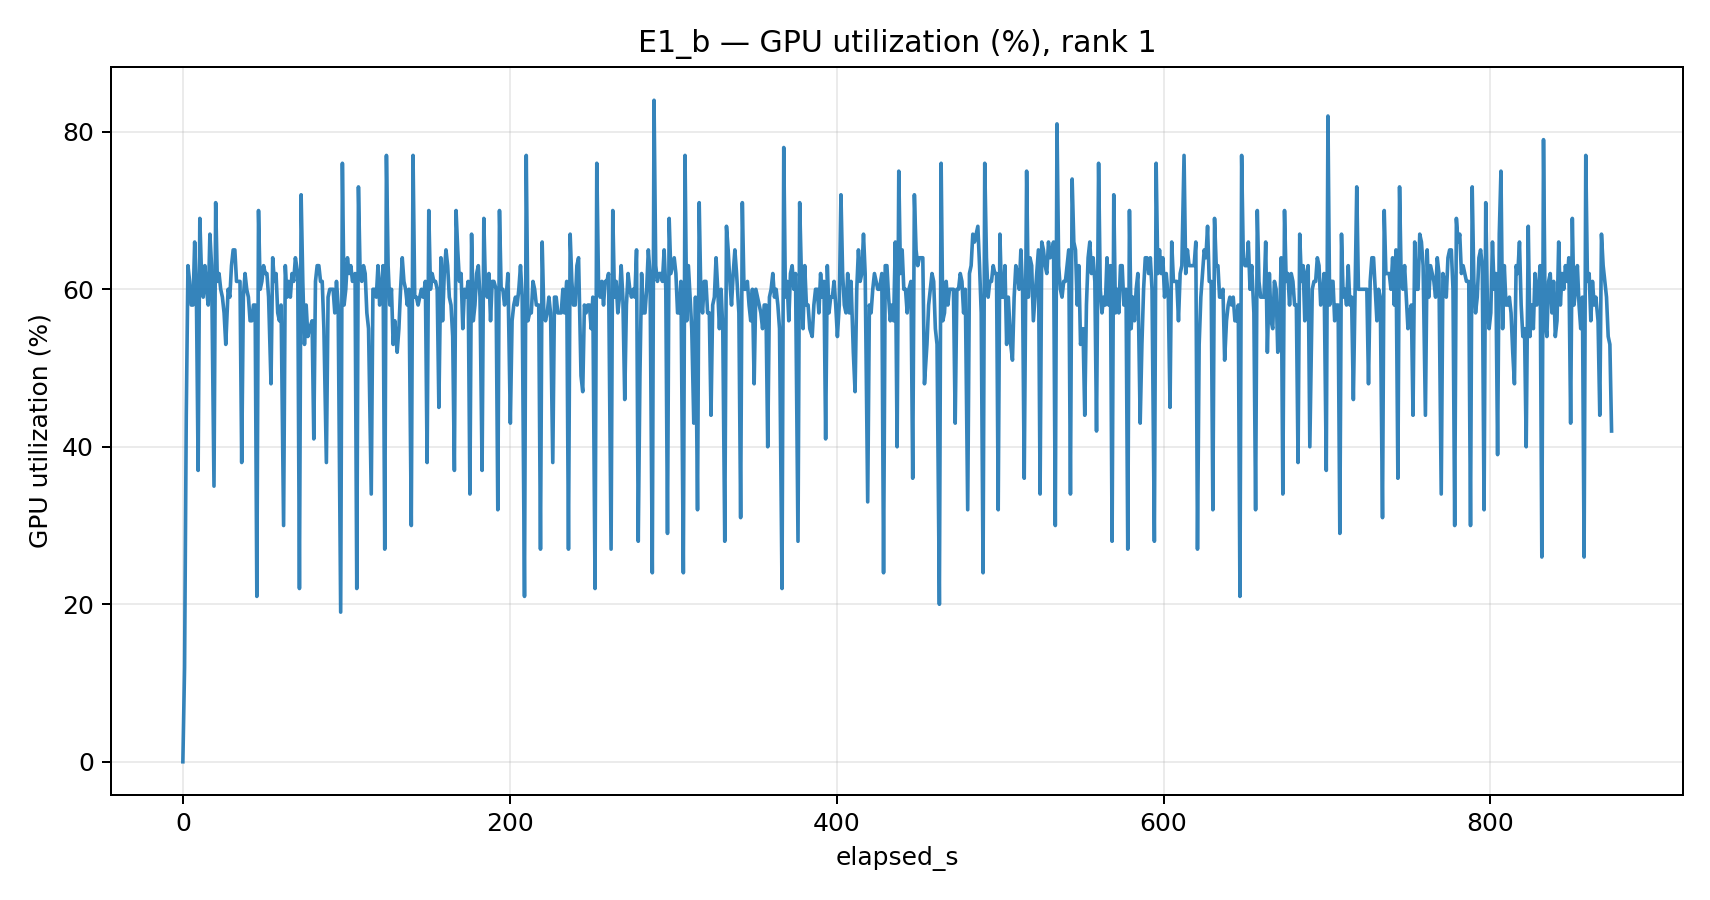 E1_b — GPU utilization (%), rank 1
GPU utilization (%)
80
60
40
20
0
0 200 400 600 800
elapsed_s